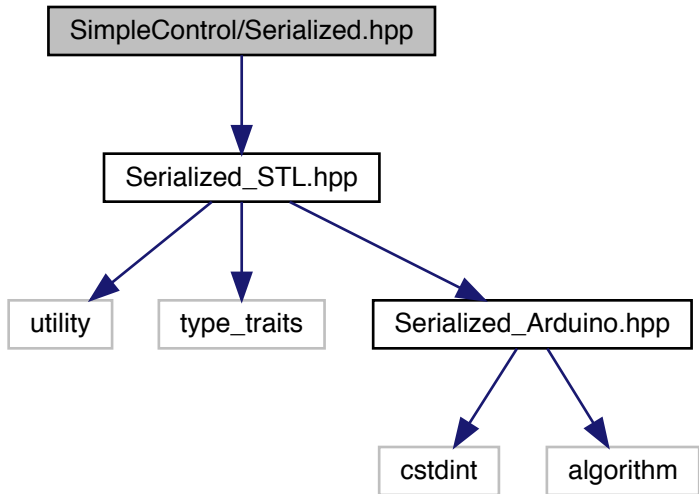 SimpleControl/Serialized.hpp
Serialized_STL.hpp
utility
type_traits
Serialized_Arduino.hpp
cstdint
algorithm